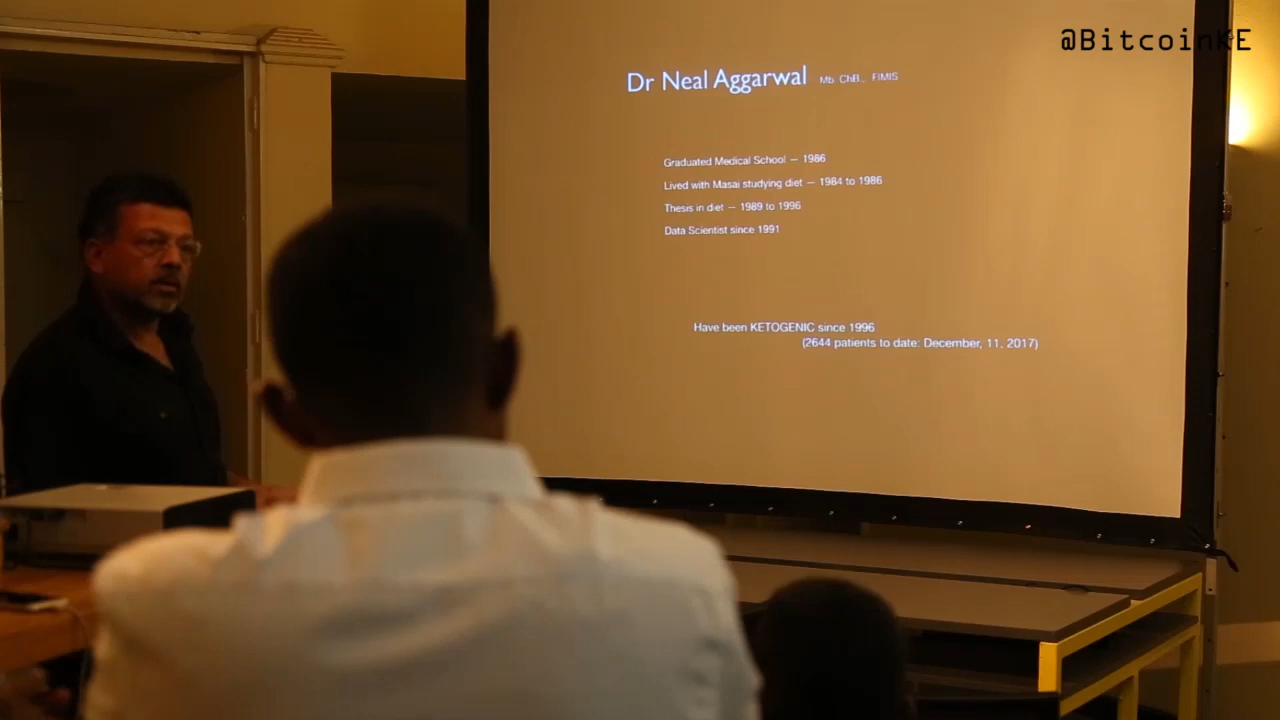 @BitcoinKE
Dr Neal Aggarwal Mb. ChB., FIMIS
Graduated Medical School – 1986
Lived with Masai studying diet – 1984 to 1986
Thesis in diet – 1989 to 1996
Data Scientist since 1991
Have been KETOGENIC since 1996
(2644 patients to date: December, 11, 2017)